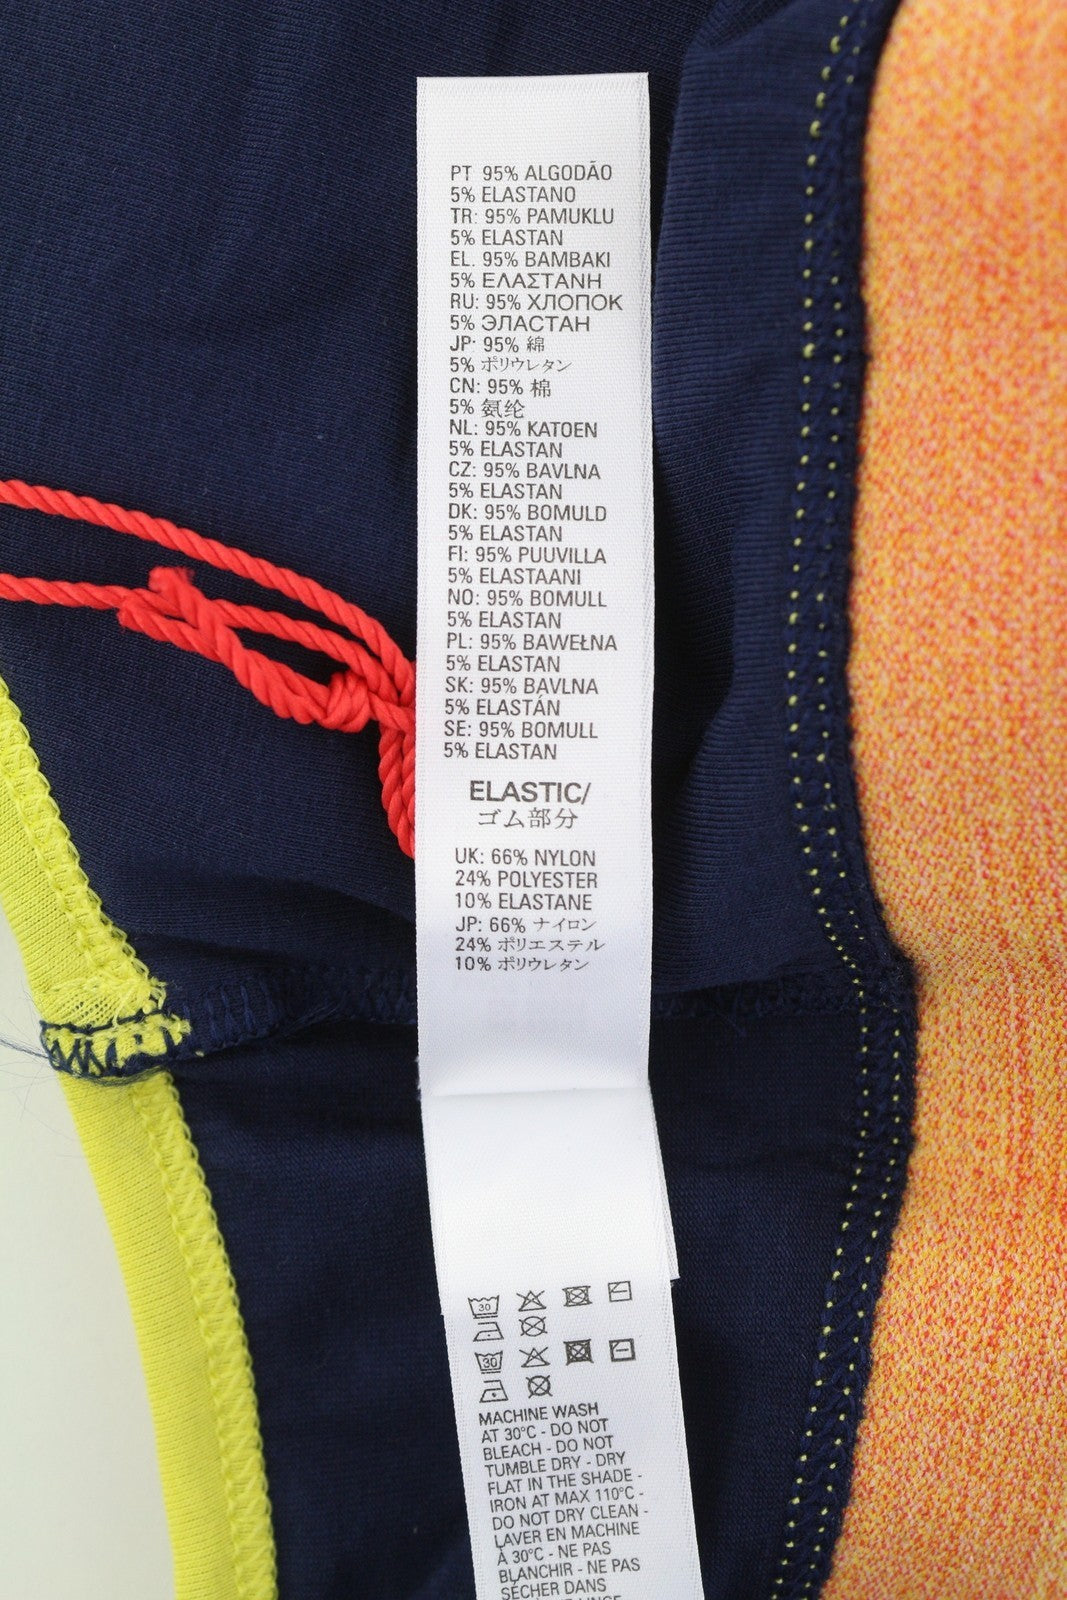 PT 95% ALGODÃO
5% ELASTANO
TR: 95% PAMUKLU
5% ELASTAN
EL. 95% BAMBAKI
5% ΕΛΑΣΤΑΝΗ
RU: 95% ХЛОПОК
5% ЭЛАСТАН
JP: 95% 綿
5% ポリウレタン
CN: 95% 棉
5% 氨纶
NL: 95% KATOEN
5% ELASTAN
CZ: 95% BAVLNA
5% ELASTAN
DK: 95% BOMULD
5% ELASTAN
FI: 95% PUUVILLA
5% ELASTAANI
NO: 95% BOMULL
5% ELASTAN
PL: 95% BAWEŁNA
5% ELASTAN
SK: 95% BAVLNA
5% ELASTÁN
SE: 95% BOMULL
5% ELASTAN
ELASTIC/
ゴム部分
UK: 66% NYLON
24% POLYESTER
10% ELASTANE
JP: 66% ナイロン
24% ポリエステル
10% ポリウレタン
30
30
MACHINE WASH
AT 30°C - DO NOT
BLEACH - DO NOT
TUMBLE DRY - DRY
FLAT IN THE SHADE -
IRON AT MAX 110°C -
DO NOT DRY CLEAN -
LAVER EN MACHINE
À 30°C - NE PAS
BLANCHIR - NE PAS
SÉCHER DANS